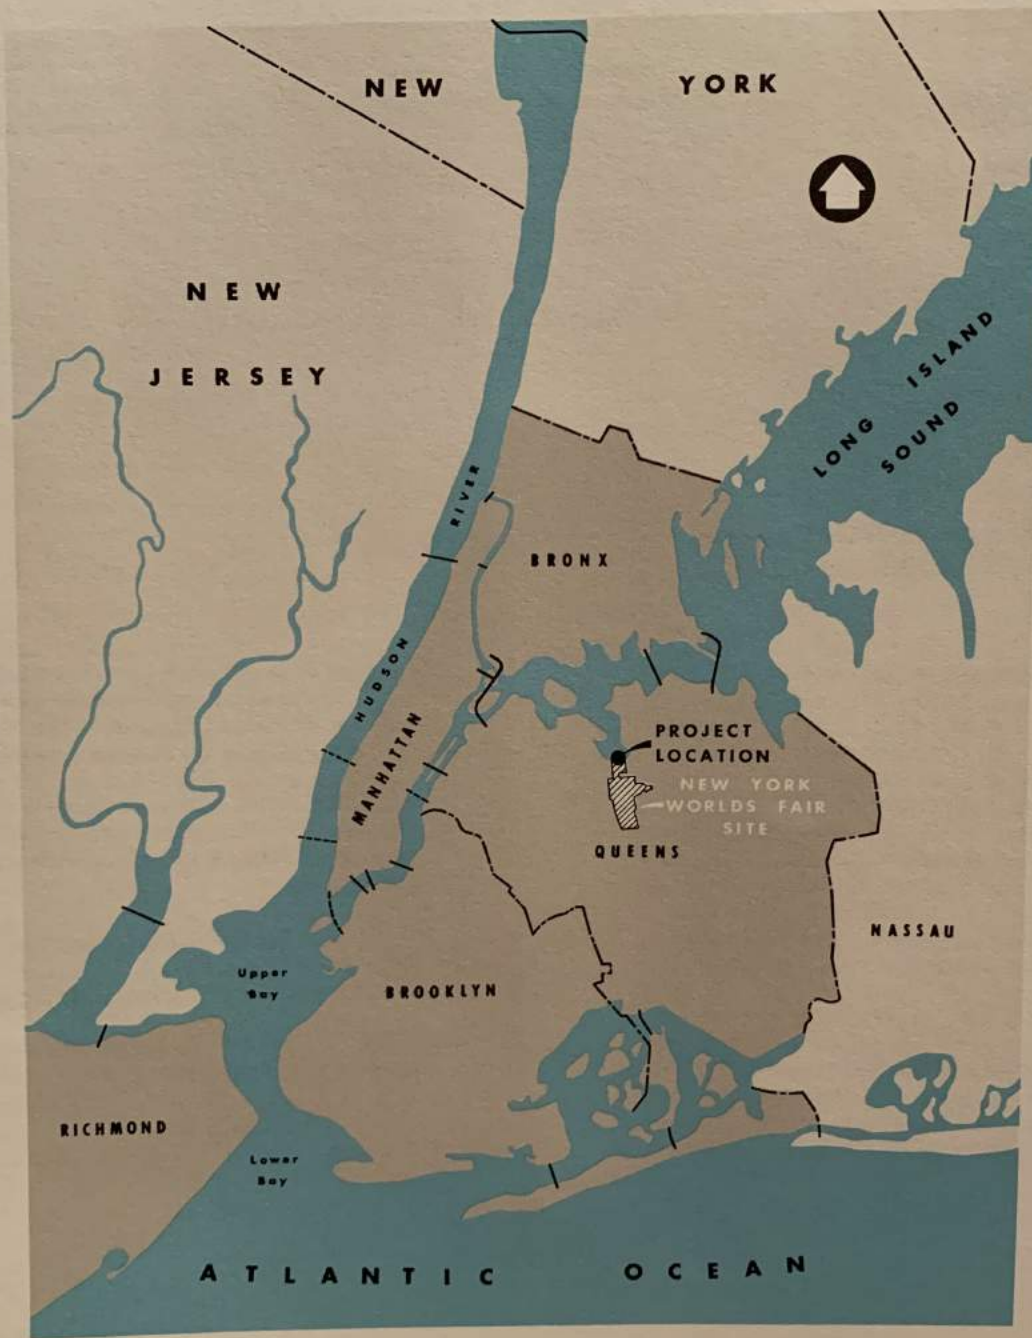 NEW YORK
NEW
JERSEY
LONG ISLAND
SOUND
HUDSON RIVER
BRONX
MANHATTAN
PROJECT
LOCATION
NEW YORK
WORLDS FAIR
SITE
QUEENS
NASSAU
Upper
Bay
BROOKLYN
RICHMOND
Lower
Bay
ATLANTIC OCEAN